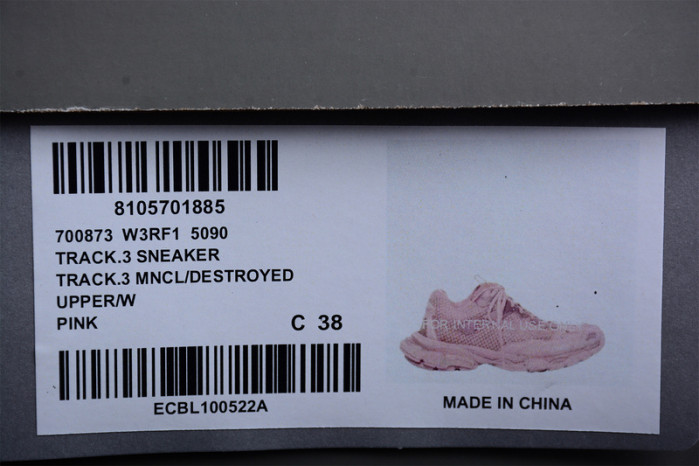 8105701885
700873 W3RF1 5090
TRACK.3 SNEAKER
TRACK.3 MNCL/DESTROYED
UPPER/W
PINK
C 38
ECBL100522A
FOR INTERNAL USE
MADE IN CHINA